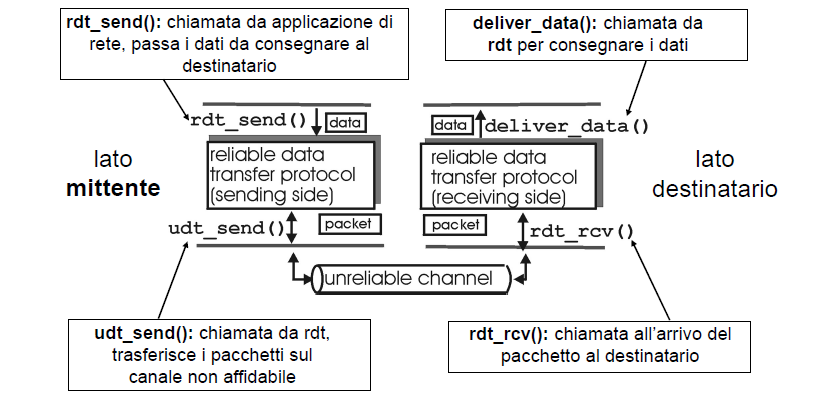 rdt_send(): chiamata da applicazione di
rete, passa i dati da consegnare al
destinatario
deliver_data(): chiamata da
rdt per consegnare i dati
rdt_send()
data
data
deliver_data()
lato
mittente
reliable data
transfer protocol
(sending side)
reliable data
transfer protocol
(receiving side)
lato
destinatario
udt_send()
packet
packet
rdt_rcv()
unreliable channel
udt_send(): chiamata da rdt,
trasferisce i pacchetti sul
canale non affidabile
rdt_rcv(): chiamata all’arrivo del
pacchetto al destinatario